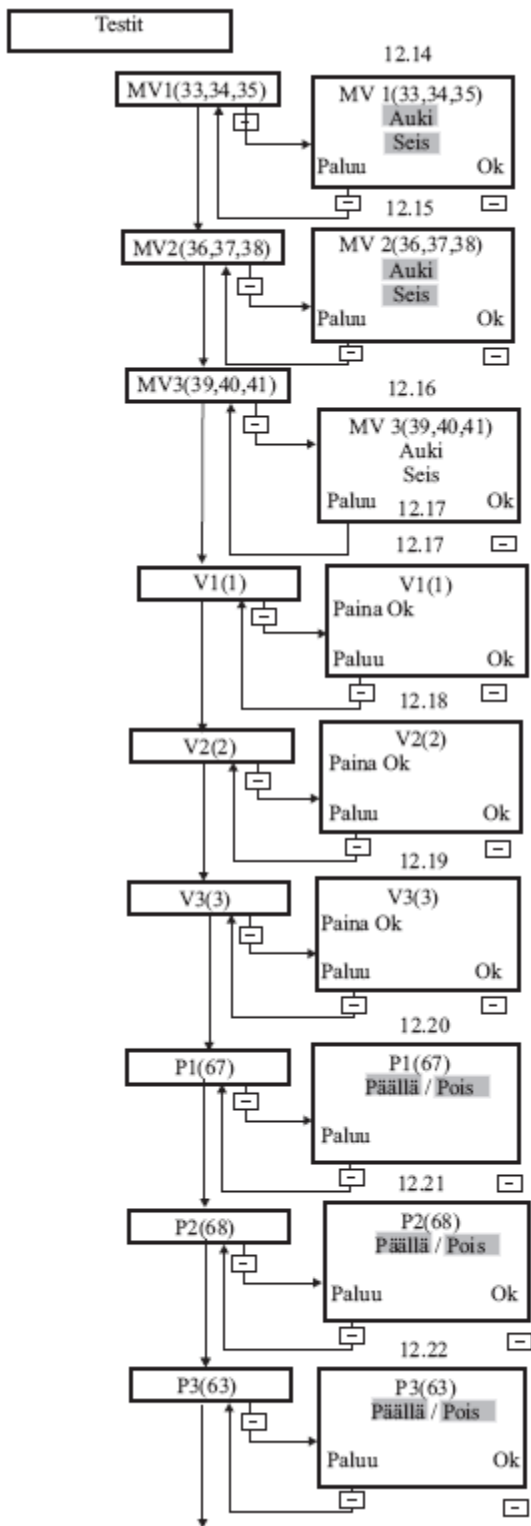 Testit
12.14
MV1(33,34,35)
MV 1(33,34,35)
Auki
Seis
Paluu Ok
12.15
MV2(36,37,38)
MV 2(36,37,38)
Auki
Seis
Paluu Ok
12.16
MV3(39,40,41)
MV 3(39,40,41)
Auki
Seis
Paluu 12.17 Ok
12.17
V1(1)
V1(1)
Paina Ok
Paluu Ok
12.18
V2(2)
V2(2)
Paina Ok
Paluu Ok
12.19
V3(3)
V3(3)
Paina Ok
Paluu Ok
12.20
P1(67)
P1(67)
Päällä / Pois
Paluu
12.21
P2(68)
P2(68)
Päällä / Pois
Paluu Ok
12.22
P3(63)
P3(63)
Päällä / Pois
Paluu Ok